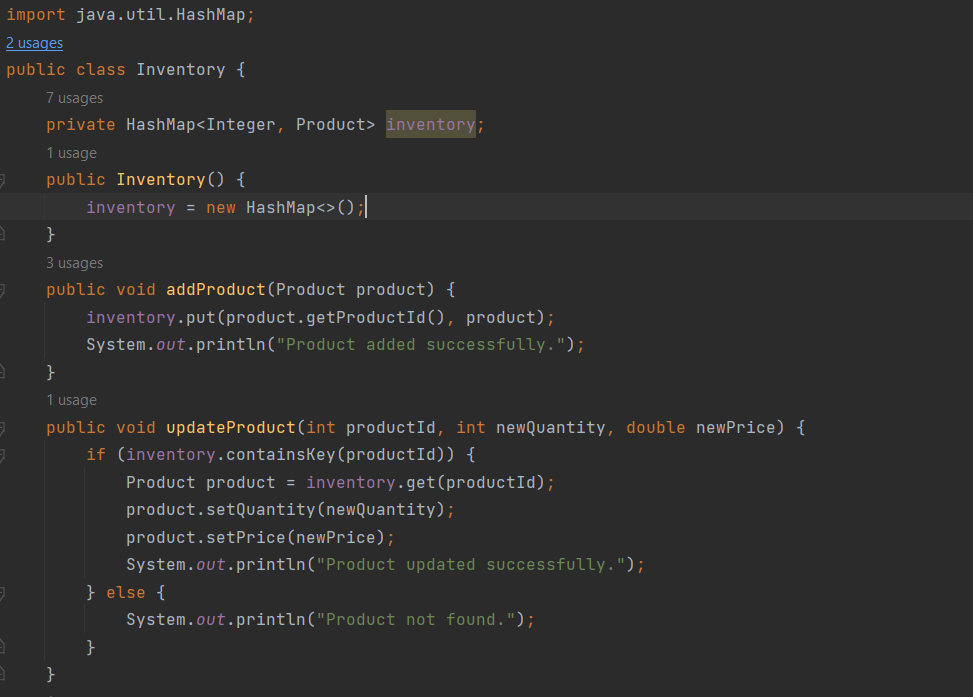 import java.util.HashMap;
2 usages
public class Inventory {
7 usages
private HashMap<Integer, Product> inventory;
1 usage
public Inventory() {
inventory = new HashMap<>();
}
3 usages
public void addProduct(Product product) {
inventory.put(product.getProductId(), product);
System.out.println("Product added successfully.");
}
1 usage
public void updateProduct(int productId, int newQuantity, double newPrice) {
if (inventory.containsKey(productId)) {
Product product = inventory.get(productId);
product.setQuantity(newQuantity);
product.setPrice(newPrice);
System.out.println("Product updated successfully.");
} else {
System.out.println("Product not found.");
}
}